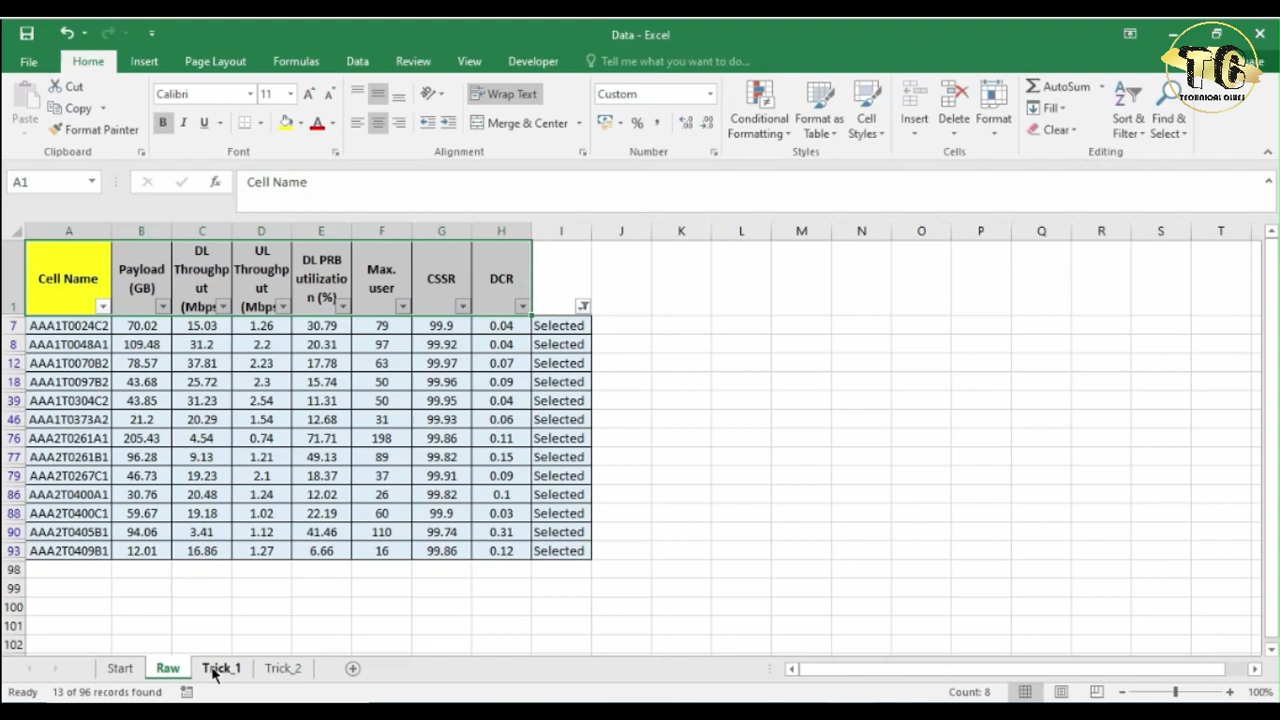 Data - Excel
File Home Insert Page Layout Formulas Data Review View Developer Tell me what you want to do...
TG
Paste Cut Copy Format Painter
Calibri 11 B I U
Wrap Text Merge & Center
Custom %
Conditional Formatting Format as Table Cell Styles
Insert Delete Format
AutoSum Fill Clear Sort & Filter Find & Select
Clipboard Font Alignment Number Styles Cells Editing
A1 fx Cell Name
A B C D E F G H I J K L M N O P Q R S T
1 Cell Name Payload (GB) DL Throughput (Mbps UL Throughput (Mbps DL PRB utilization (%) Max. user CSSR DCR
7 AAA1T0024C2 70.02 15.03 1.26 30.79 79 99.9 0.04 Selected
8 AAA1T0048A1 109.48 31.2 2.2 20.31 97 99.92 0.04 Selected
12 AAA1T0070B2 78.57 37.81 2.23 17.78 63 99.97 0.07 Selected
18 AAA1T0097B2 43.68 25.72 2.3 15.74 50 99.96 0.09 Selected
39 AAA1T0304C2 43.85 31.23 2.54 11.31 50 99.95 0.04 Selected
46 AAA1T0373A2 21.2 20.29 1.54 12.68 31 99.93 0.06 Selected
76 AAA2T0261A1 205.43 4.54 0.74 71.71 198 99.86 0.11 Selected
77 AAA2T0261B1 96.28 9.13 1.21 49.13 89 99.82 0.15 Selected
79 AAA2T0267C1 46.73 19.23 2.1 18.37 37 99.91 0.09 Selected
86 AAA2T0400A1 30.76 20.48 1.24 12.02 26 99.82 0.1 Selected
88 AAA2T0400C1 59.67 19.18 1.02 22.19 60 99.9 0.03 Selected
90 AAA2T0405B1 94.06 3.41 1.12 41.46 110 99.74 0.31 Selected
93 AAA2T0409B1 12.01 16.86 1.27 6.66 16 99.86 0.12 Selected
98
99
100
101
102
Start Raw Trick_1 Trick_2
Ready 13 of 96 records found Count: 8 100%